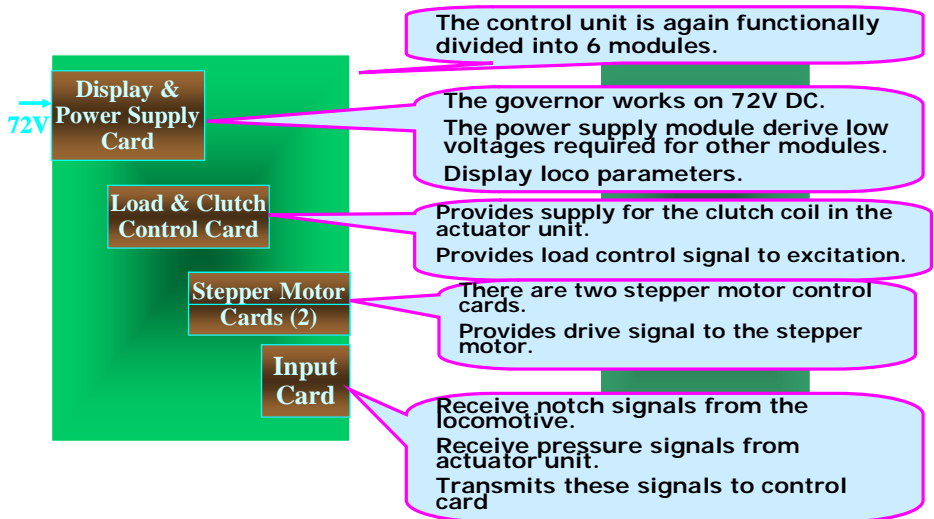 The control unit is again functionally
divided into 6 modules.
72V
Display &
Power Supply
Card
The governor works on 72V DC.
The power supply module derive low
voltages required for other modules.
Display loco parameters.
Load & Clutch
Control Card
Provides supply for the clutch coil in the
actuator unit.
Provides load control signal to excitation.
Stepper Motor
Cards (2)
There are two stepper motor control
cards.
Provides drive signal to the stepper
motor.
Input
Card
Receive notch signals from the
locomotive.
Receive pressure signals from
actuator unit.
Transmits these signals to control
card